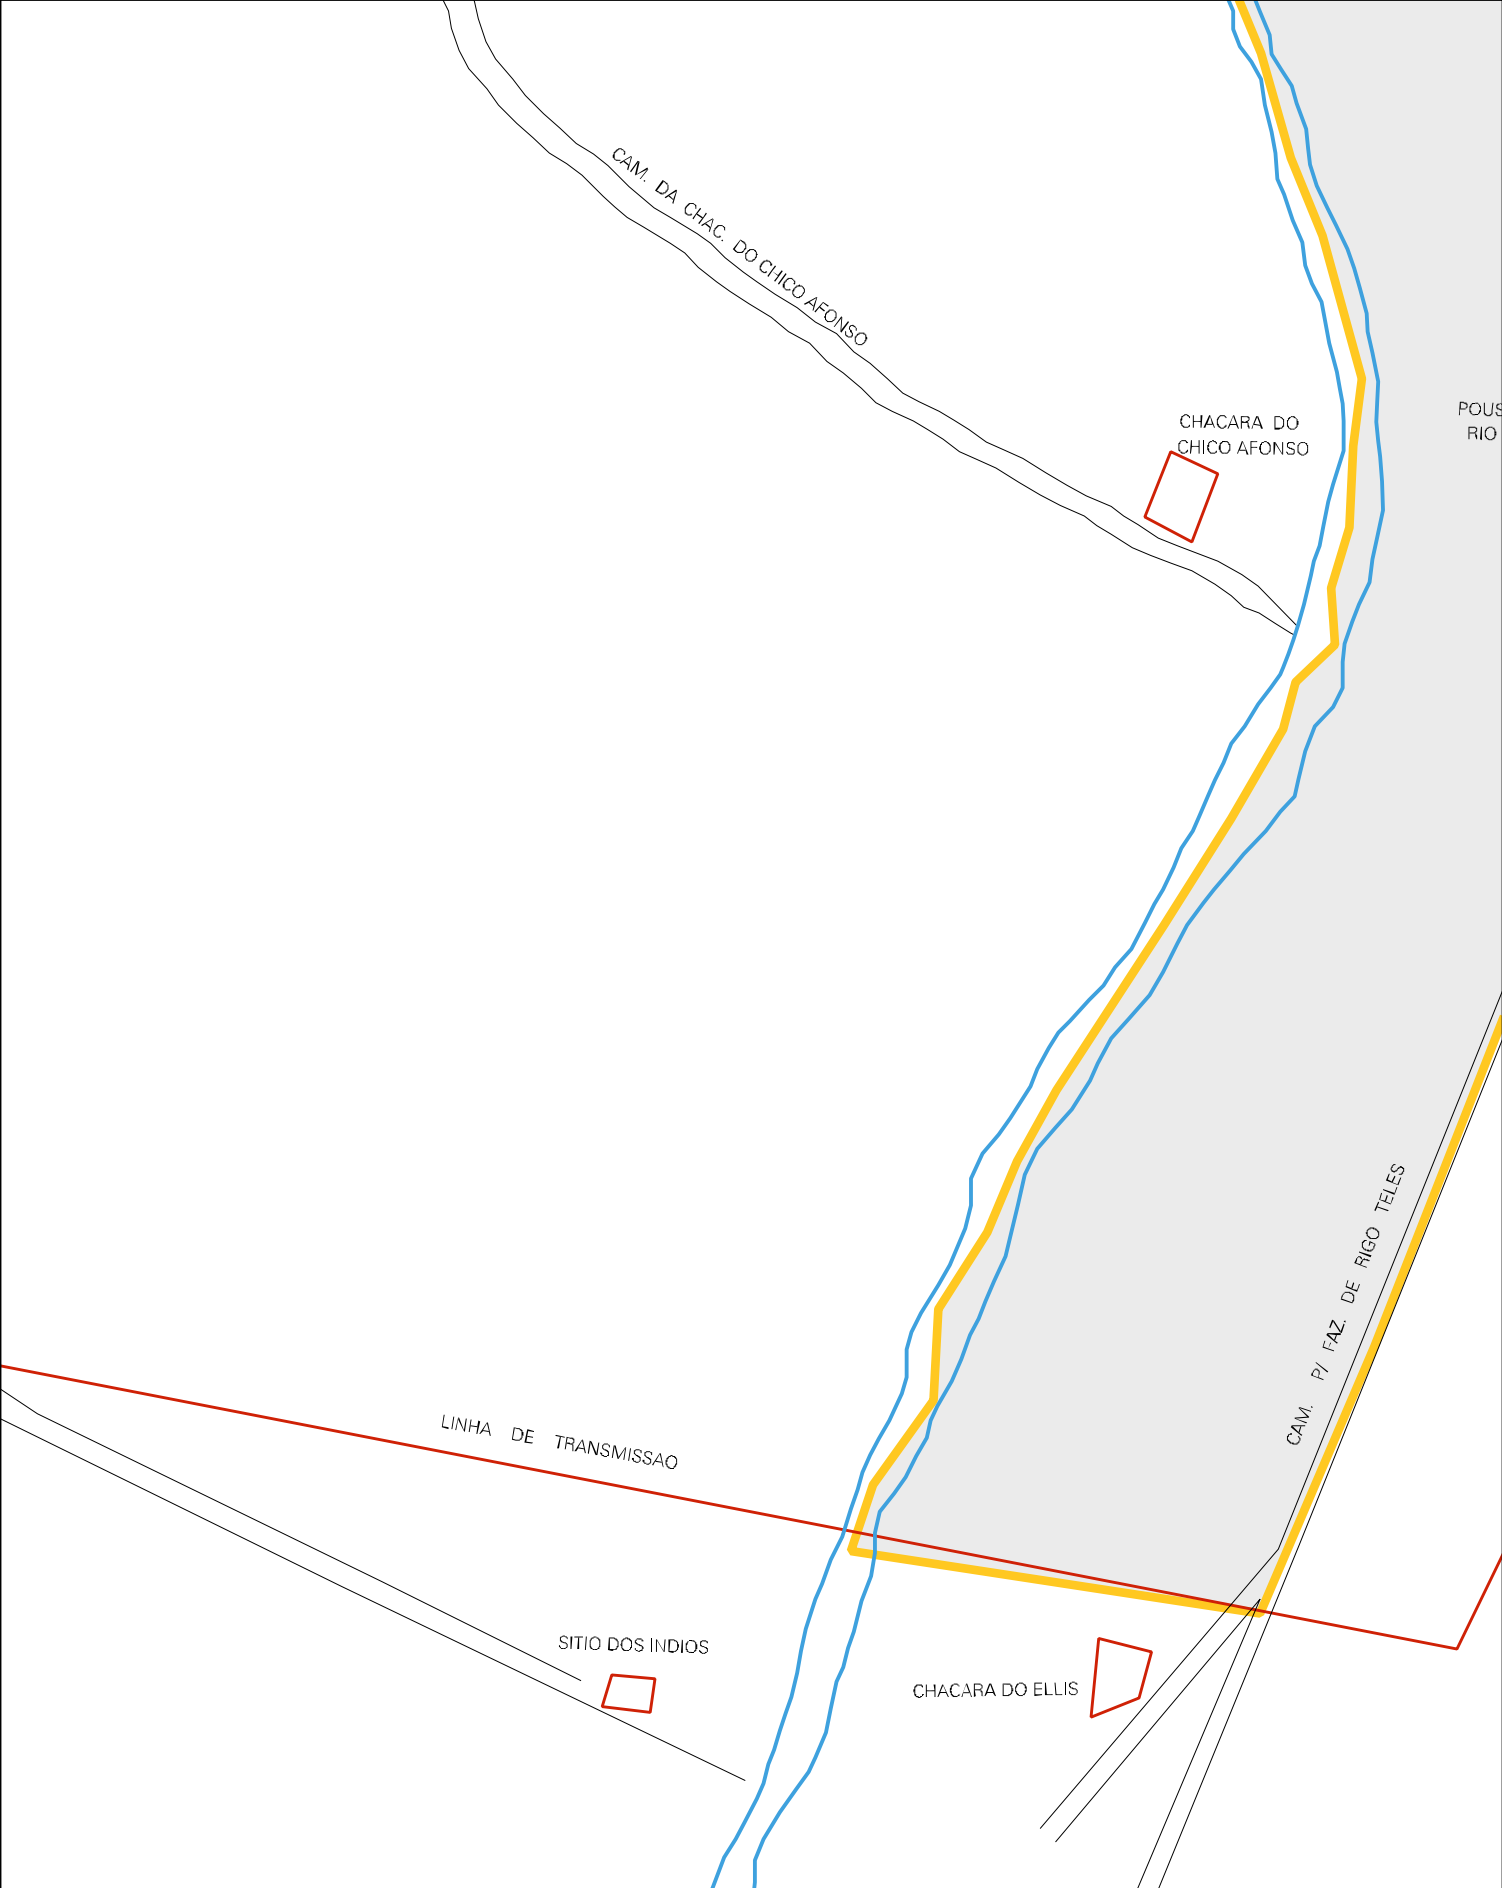 CAM. DA CHAC. DO CHICO AFONSO
CHACARA DO
CHICO AFONSO
POUS
RIO
CAM. P/ FAZ. DE RIGO TELES
LINHA DE TRANSMISSAO
SITIO DOS INDIOS
CHACARA DO ELLIS